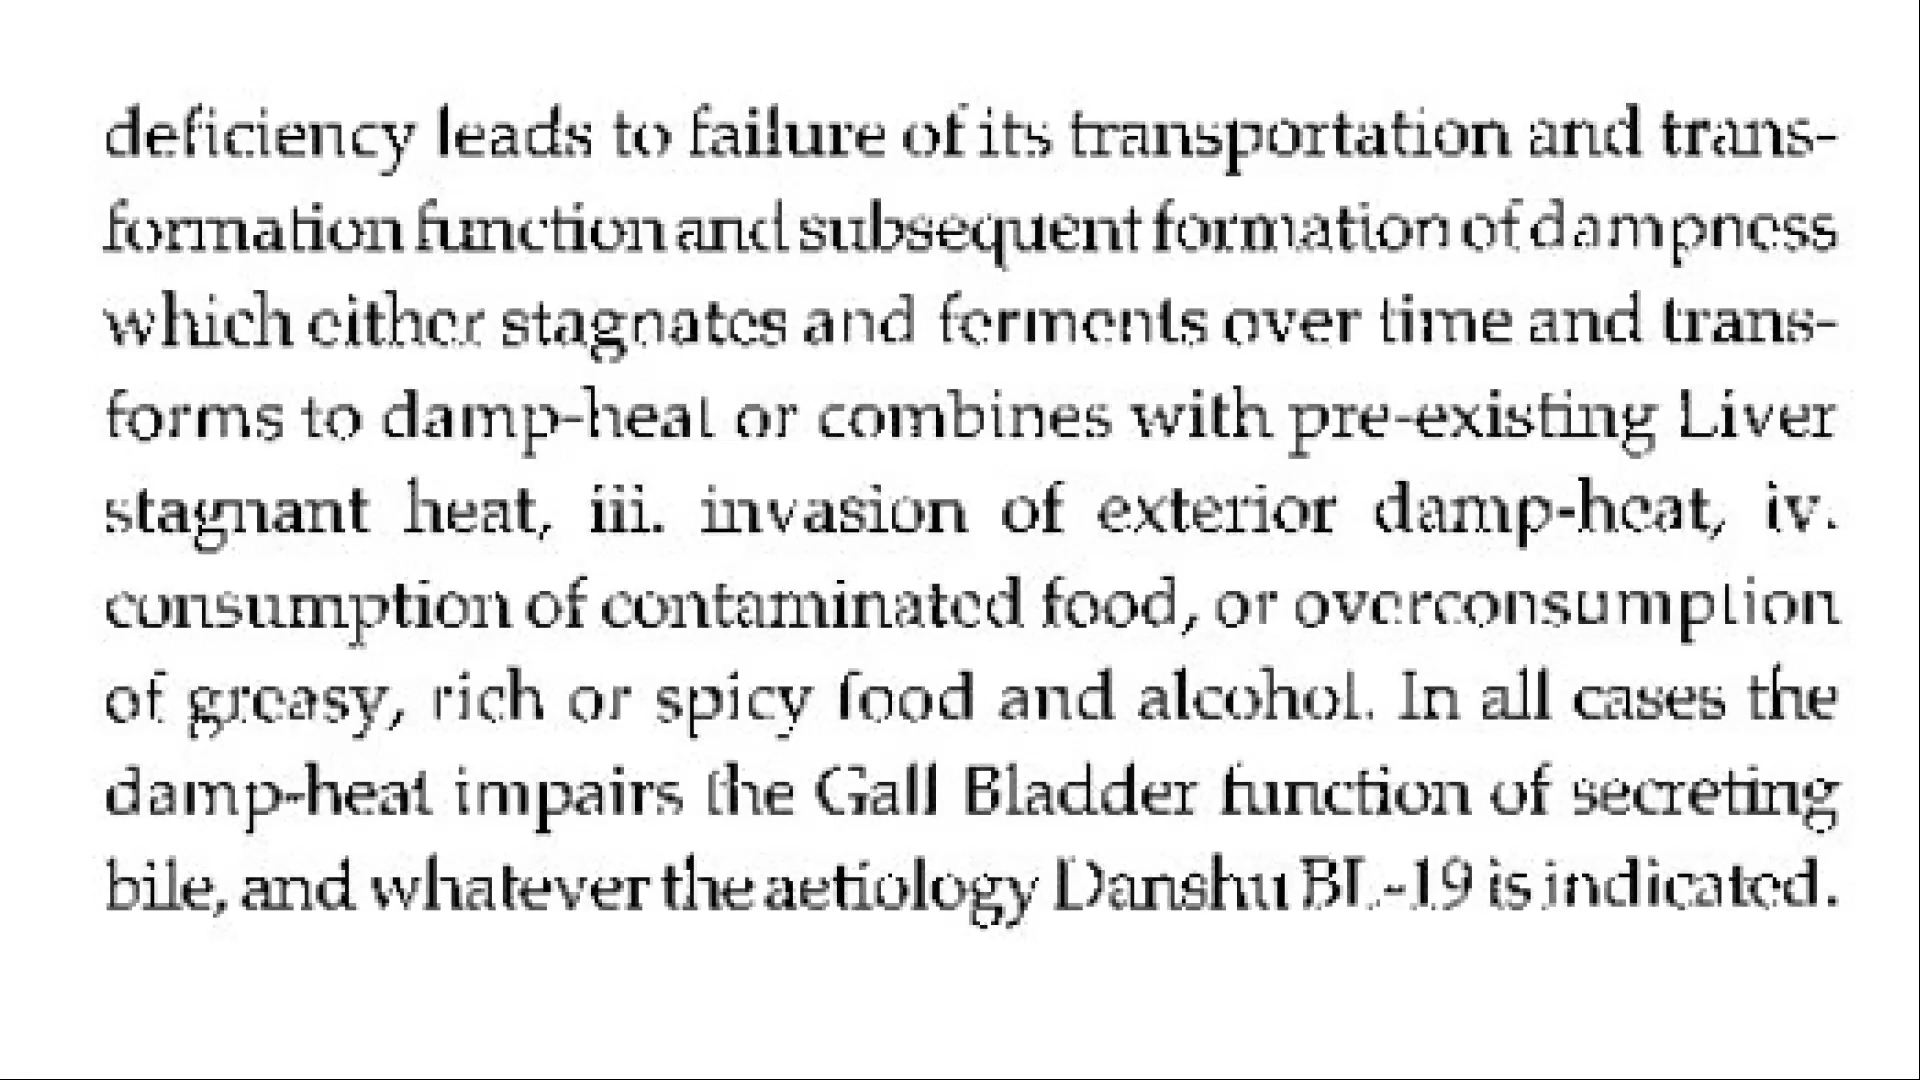 deficiency leads to failure of its transportation and trans-
formation function and subsequent formation of dampness
which either stagnates and ferments over time and trans-
forms to damp-heat or combines with pre-existing Liver
stagnant heat, iii. invasion of exterior damp-heat, iv.
consumption of contaminated food, or overconsumption
of greasy, rich or spicy food and alcohol. In all cases the
damp-heat impairs the Gall Bladder function of secreting
bile, and whatever the aetiology Danshu BL-19 is indicated.